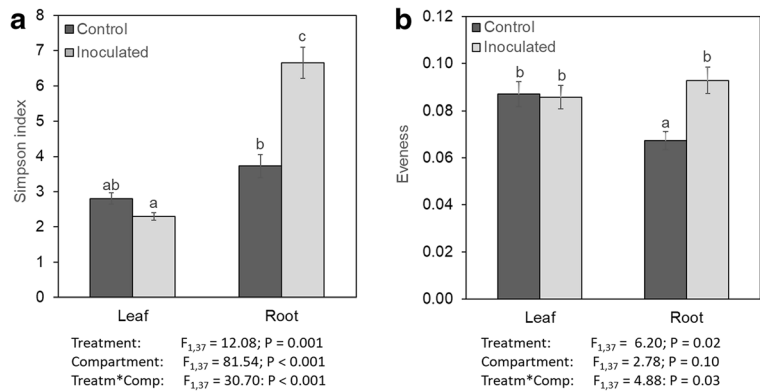 a
Control
Inoculated
Simpson index
8
7
6
5
4
3
2
1
0
ab
a
b
c
Leaf Root
Treatment: F1,37 = 12.08; P = 0.001
Compartment: F1,37 = 81.54; P < 0.001
Treatm*Comp: F1,37 = 30.70: P < 0.001
b
Control
Inoculated
Eveness
0.12
0.10
0.08
0.06
0.04
0.02
0.00
b
b
a
b
Leaf Root
Treatment: F1,37 = 6.20; P = 0.02
Compartment: F1,37 = 2.78; P = 0.10
Treatm*Comp: F1,37 = 4.88: P = 0.03